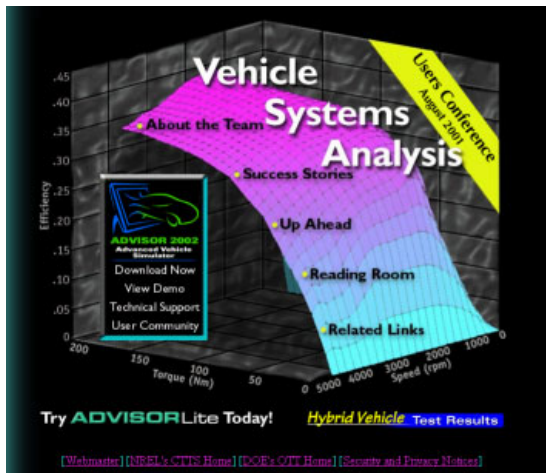 Vehicle
Systems
Analysis
Users Conference
August 2001
.45
.40
.35
.30
.25
.20
.15
.10
.05
0
Efficiency
About the Team
Success Stories
Up Ahead
Reading Room
Related Links
ADVISOR 2002
Advanced Vehicle
Simulator
Download Now
View Demo
Technical Support
User Community
200
150
100
50
0
Torque (Nm)
5000
4000
3000
2000
1000
0
Speed (rpm)
Try ADVISORLite Today!
Hybrid Vehicle Test Results
[Webmaster] [NREL's CTTS Home] [DOE's OTT Home] [Security and Privacy Notices]